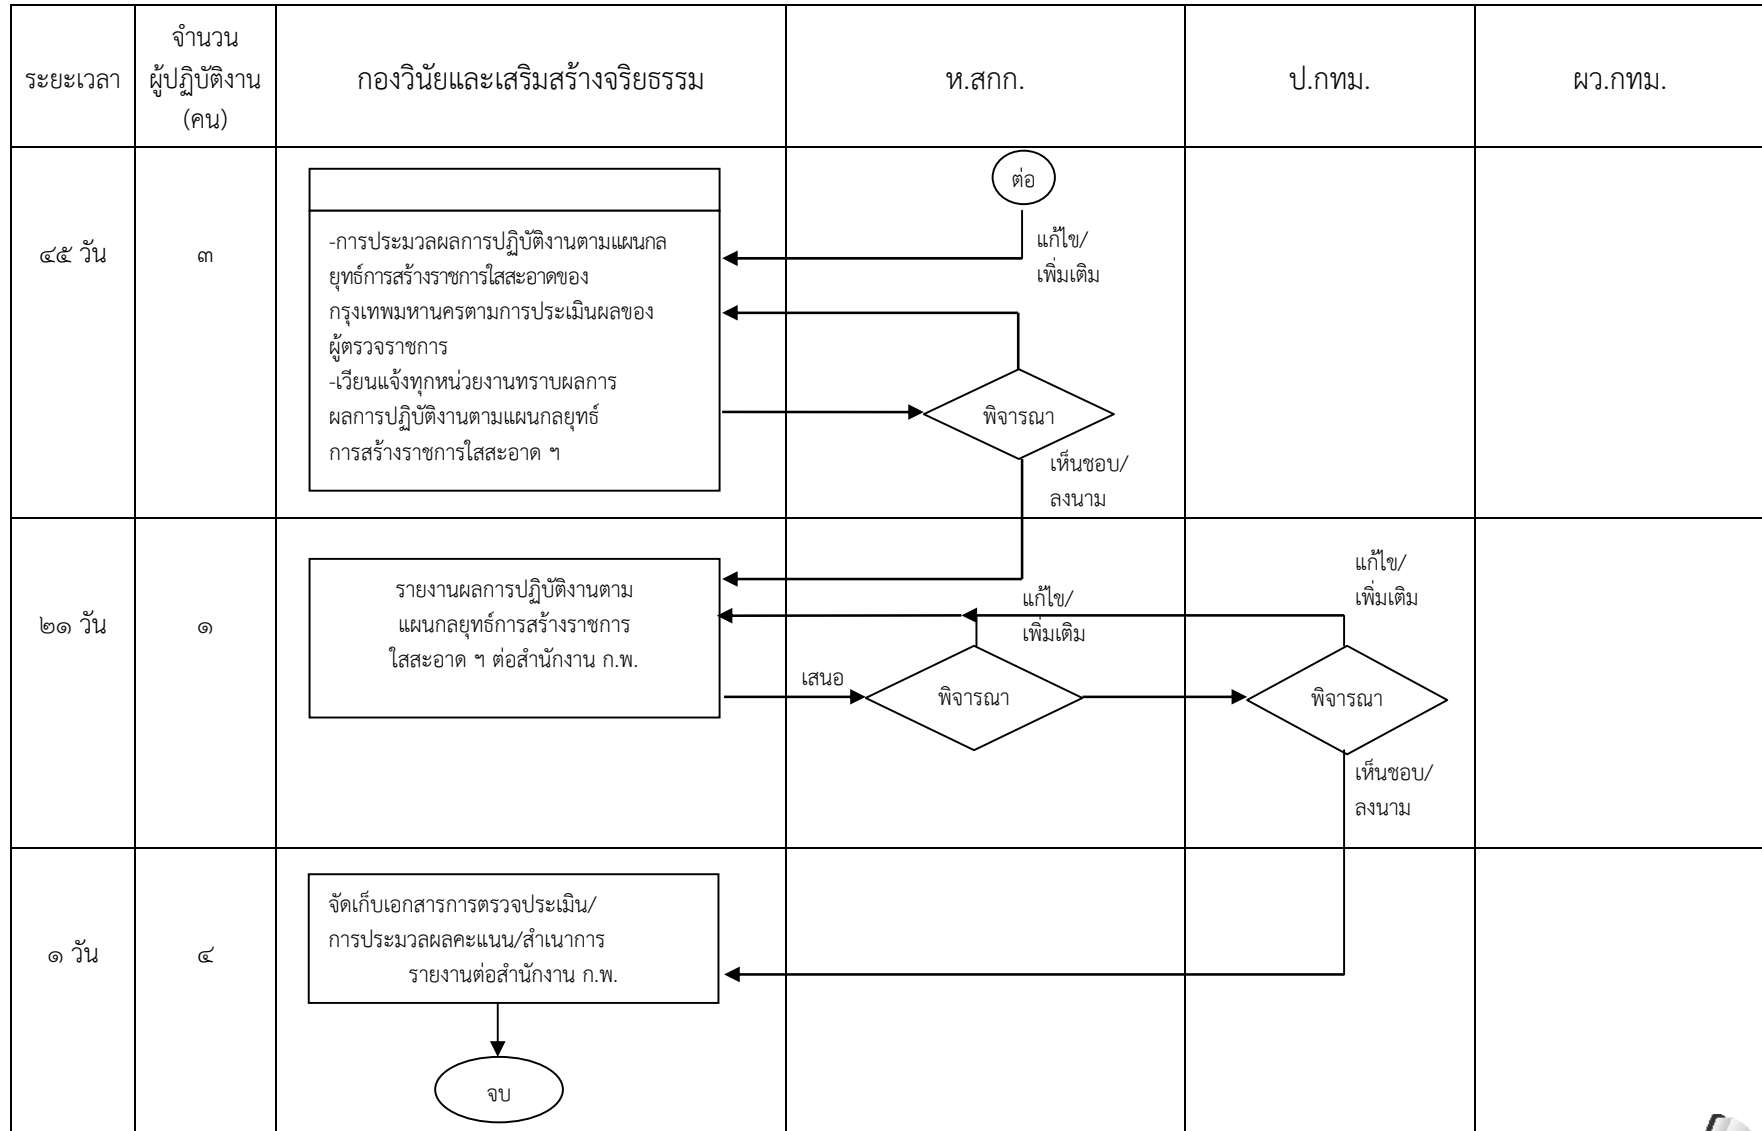 ระยะเวลา
จำนวน
ผู้ปฏิบัติงาน
(คน)
กองวินัยและเสริมสร้างจริยธรรม
ห.สกก.
ป.กทม.
ผว.กทม.
๔๕ วัน
๓
-การประมวลผลการปฏิบัติงานตามแผนกล
ยุทธ์การสร้างราชการใสสะอาดของ
กรุงเทพมหานครตามการประเมินผลของ
ผู้ตรวจราชการ
-เวียนแจ้งทุกหน่วยงานทราบผลการ
ผลการปฏิบัติงานตามแผนกลยุทธ์
การสร้างราชการใสสะอาด ฯ
ต่อ
แก้ไข/
เพิ่มเติม
พิจารณา
เห็นชอบ/
ลงนาม
๒๑ วัน
๑
รายงานผลการปฏิบัติงานตาม
แผนกลยุทธ์การสร้างราชการ
ใสสะอาด ฯ ต่อสำนักงาน ก.พ.
เสนอ
แก้ไข/
เพิ่มเติม
พิจารณา
แก้ไข/
เพิ่มเติม
พิจารณา
เห็นชอบ/
ลงนาม
๑ วัน
๔
จัดเก็บเอกสารการตรวจประเมิน/
การประมวลผลคะแนน/สำเนาการ
รายงานต่อสำนักงาน ก.พ.
จบ